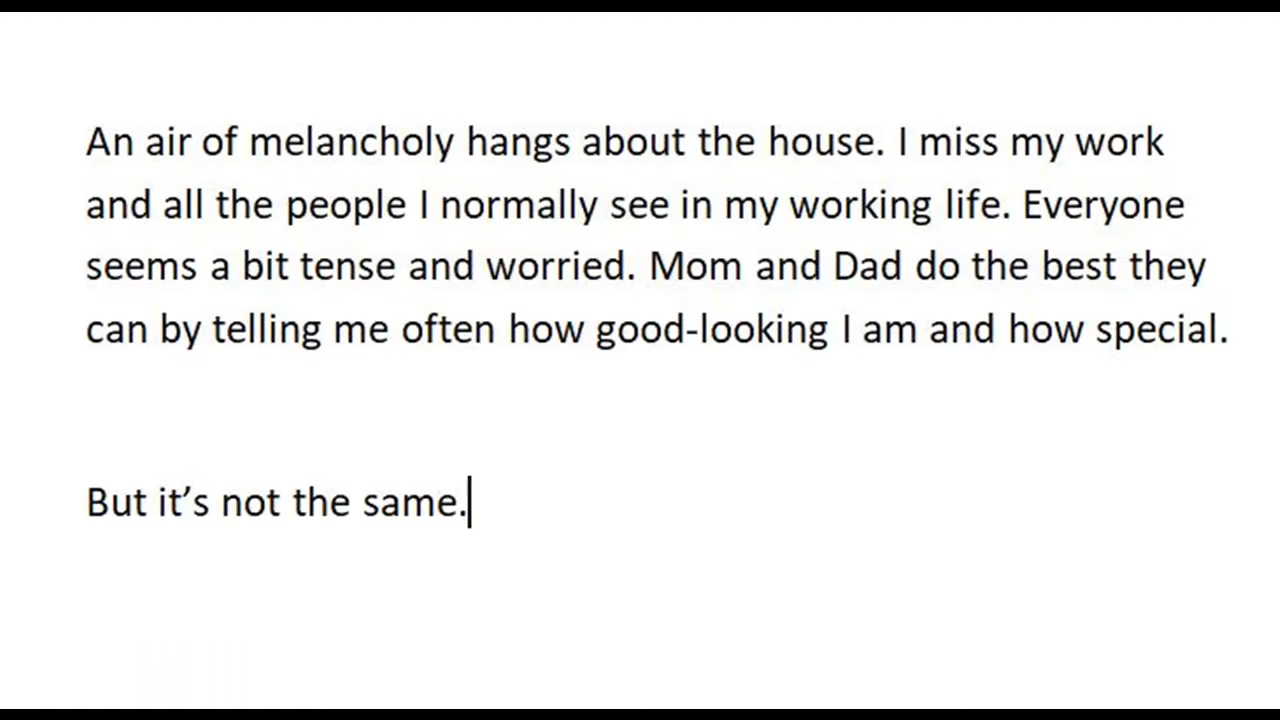 An air of melancholy hangs about the house. I miss my work
and all the people I normally see in my working life. Everyone
seems a bit tense and worried. Mom and Dad do the best they
can by telling me often how good-looking I am and how special.
But it’s not the same.